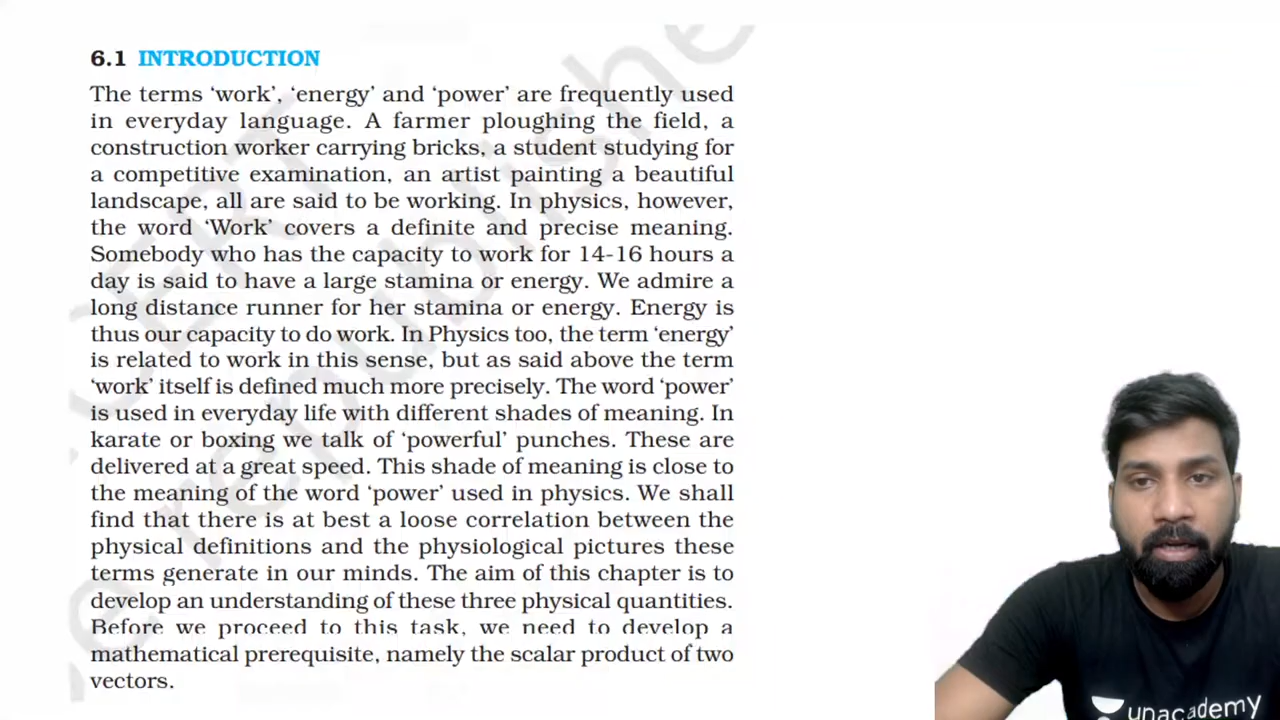 6.1 INTRODUCTION
The terms ‘work’, ‘energy’ and ‘power’ are frequently used
in everyday language. A farmer ploughing the field, a
construction worker carrying bricks, a student studying for
a competitive examination, an artist painting a beautiful
landscape, all are said to be working. In physics, however,
the word ‘Work’ covers a definite and precise meaning.
Somebody who has the capacity to work for 14-16 hours a
day is said to have a large stamina or energy. We admire a
long distance runner for her stamina or energy. Energy is
thus our capacity to do work. In Physics too, the term ‘energy’
is related to work in this sense, but as said above the term
‘work’ itself is defined much more precisely. The word ‘power’
is used in everyday life with different shades of meaning. In
karate or boxing we talk of ‘powerful’ punches. These are
delivered at a great speed. This shade of meaning is close to
the meaning of the word ‘power’ used in physics. We shall
find that there is at best a loose correlation between the
physical definitions and the physiological pictures these
terms generate in our minds. The aim of this chapter is to
develop an understanding of these three physical quantities.
Before we proceed to this task, we need to develop a
mathematical prerequisite, namely the scalar product of two
vectors.
unacademy